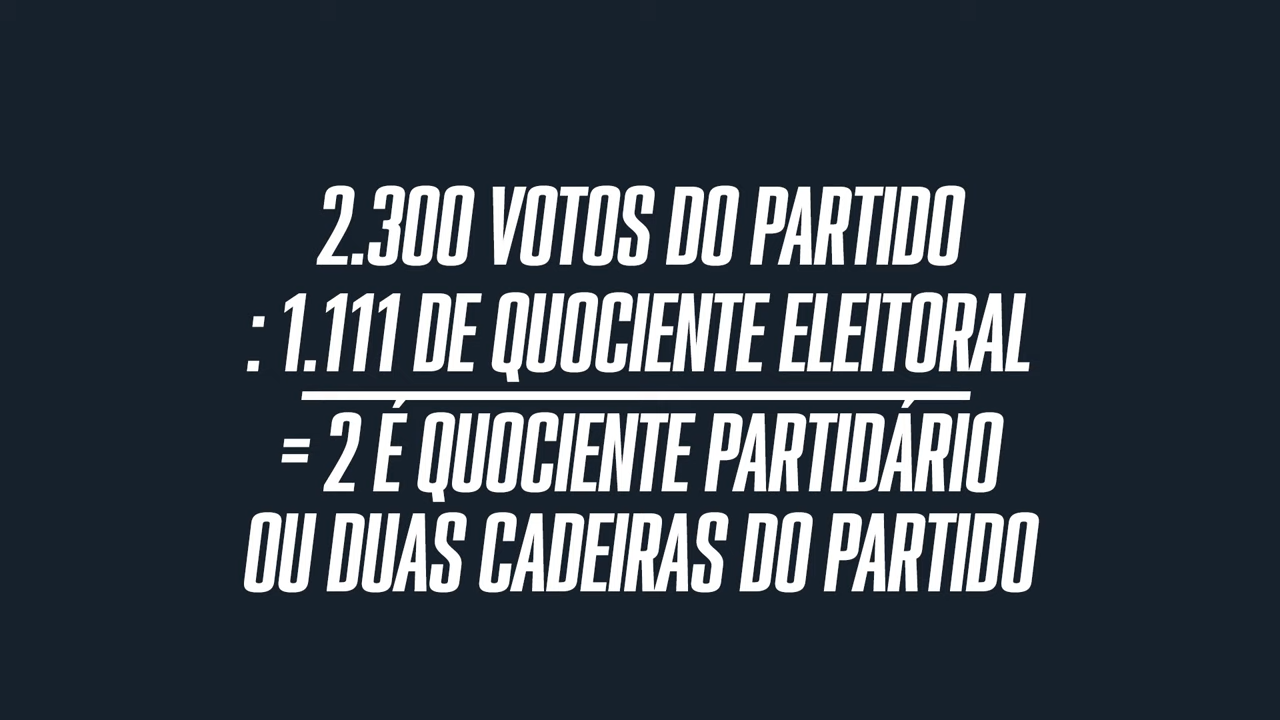 2.300 VOTOS DO PARTIDO
: 1.111 DE QUOCIENTE ELEITORAL
= 2 É QUOCIENTE PARTIDÁRIO
OU DUAS CADEIRAS DO PARTIDO